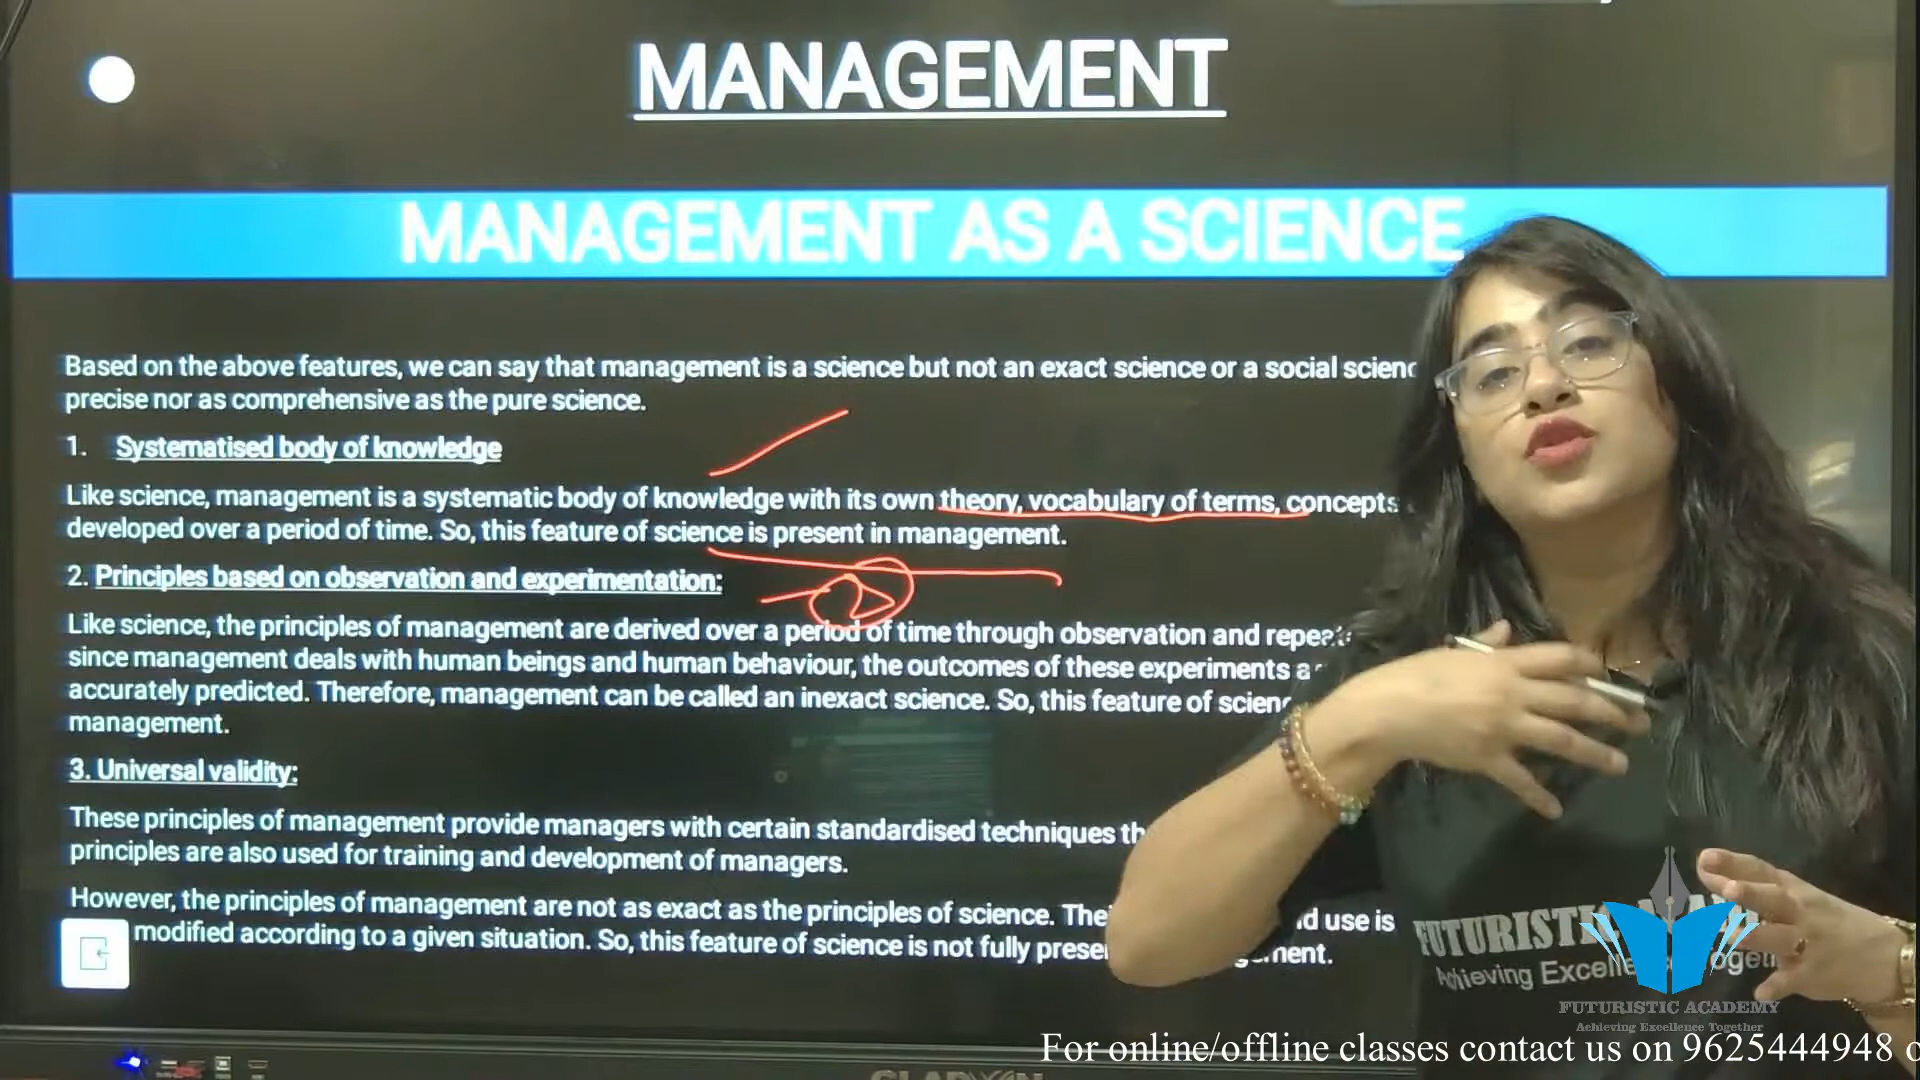 MANAGEMENT
MANAGEMENT AS A SCIENCE
Based on the above features, we can say that management is a science but not an exact science or a social
precise nor as comprehensive as the pure science.
1. Systematised body of knowledge
Like science, management is a systematic body of knowledge with its own theory, vocabulary of terms, concepts
developed over a period of time. So, this feature of science is present in management.
2. Principles based on observation and experimentation:
Like science, the principles of management are derived over a period of time through observation and
since management deals with human beings and human behaviour, the outcomes of these experiments
accurately predicted. Therefore, management can be called an inexact science. So, this feature of
management.
3. Universal validity:
These principles of management provide managers with certain standardised techniques
principles are also used for training and development of managers.
However, the principles of management are not as exact as the principles of science. use is
modified according to a given situation. So, this feature of science is not fully
FUTURISTIC
Achieving
FUTURISTIC ACADEMY
Achieving Excellence Together
For online/offline classes contact us on 9625444948